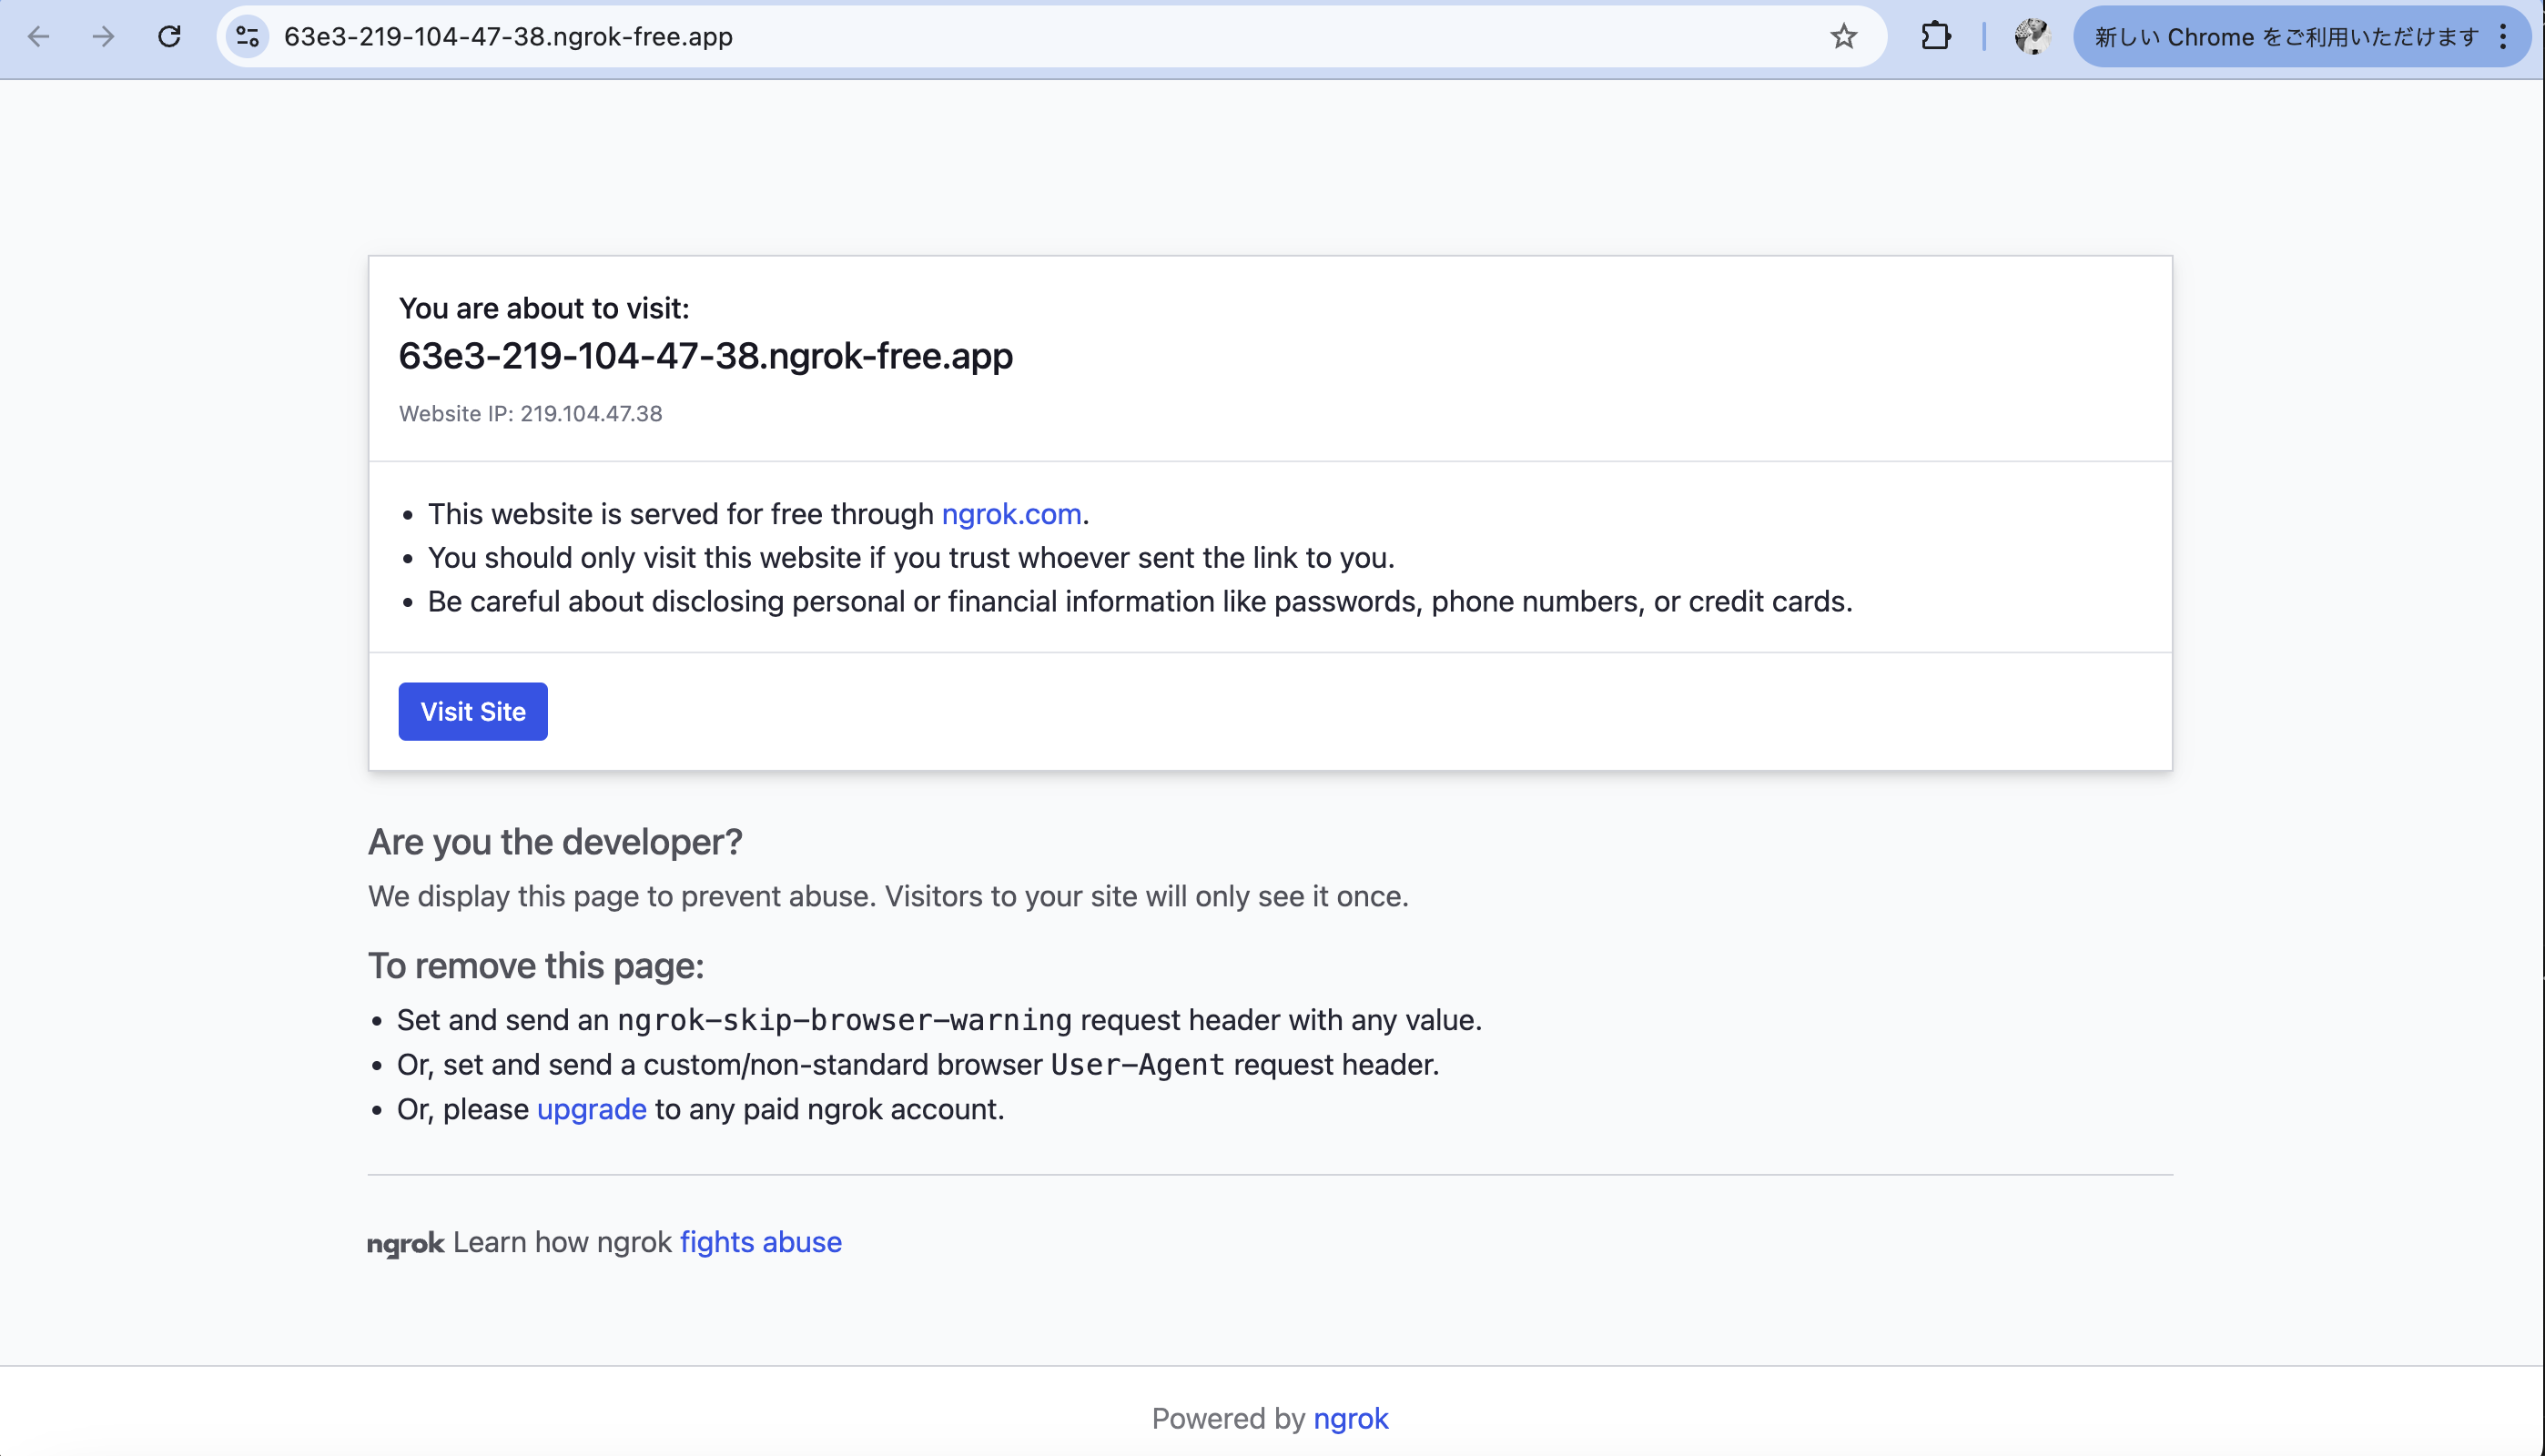 63e3-219-104-47-38.ngrok-free.app
新しい Chrome をご利用いただけます
You are about to visit:
63e3-219-104-47-38.ngrok-free.app
Website IP: 219.104.47.38
• This website is served for free through ngrok.com.
• You should only visit this website if you trust whoever sent the link to you.
• Be careful about disclosing personal or financial information like passwords, phone numbers, or credit cards.
Visit Site
Are you the developer?
We display this page to prevent abuse. Visitors to your site will only see it once.
To remove this page:
• Set and send an ngrok-skip-browser-warning request header with any value.
• Or, set and send a custom/non-standard browser User-Agent request header.
• Or, please upgrade to any paid ngrok account.
ngrok Learn how ngrok fights abuse
Powered by ngrok